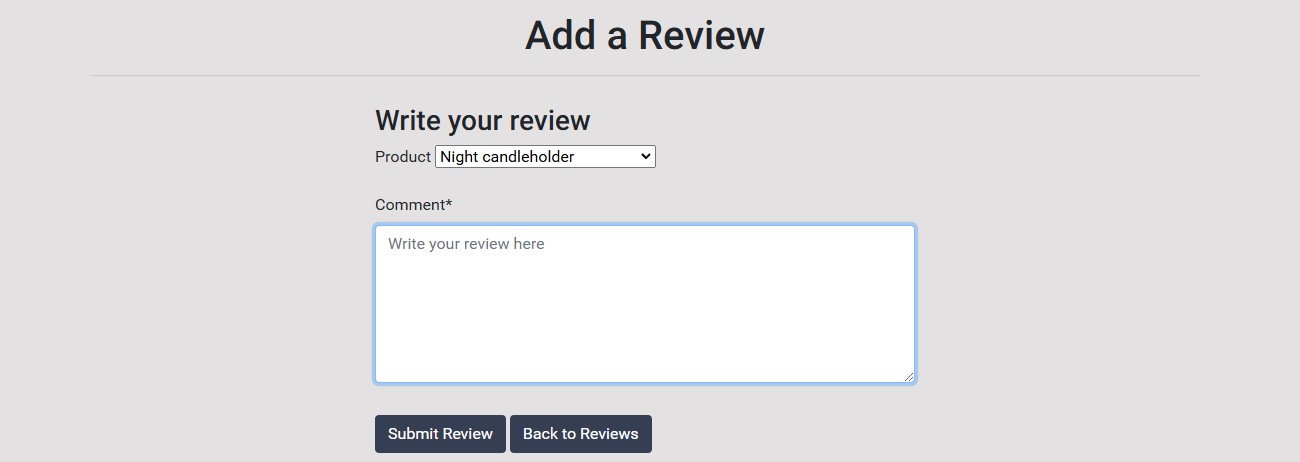 Add a Review
Write your review
Product Night candleholder
Comment*
Write your review here
Submit Review Back to Reviews